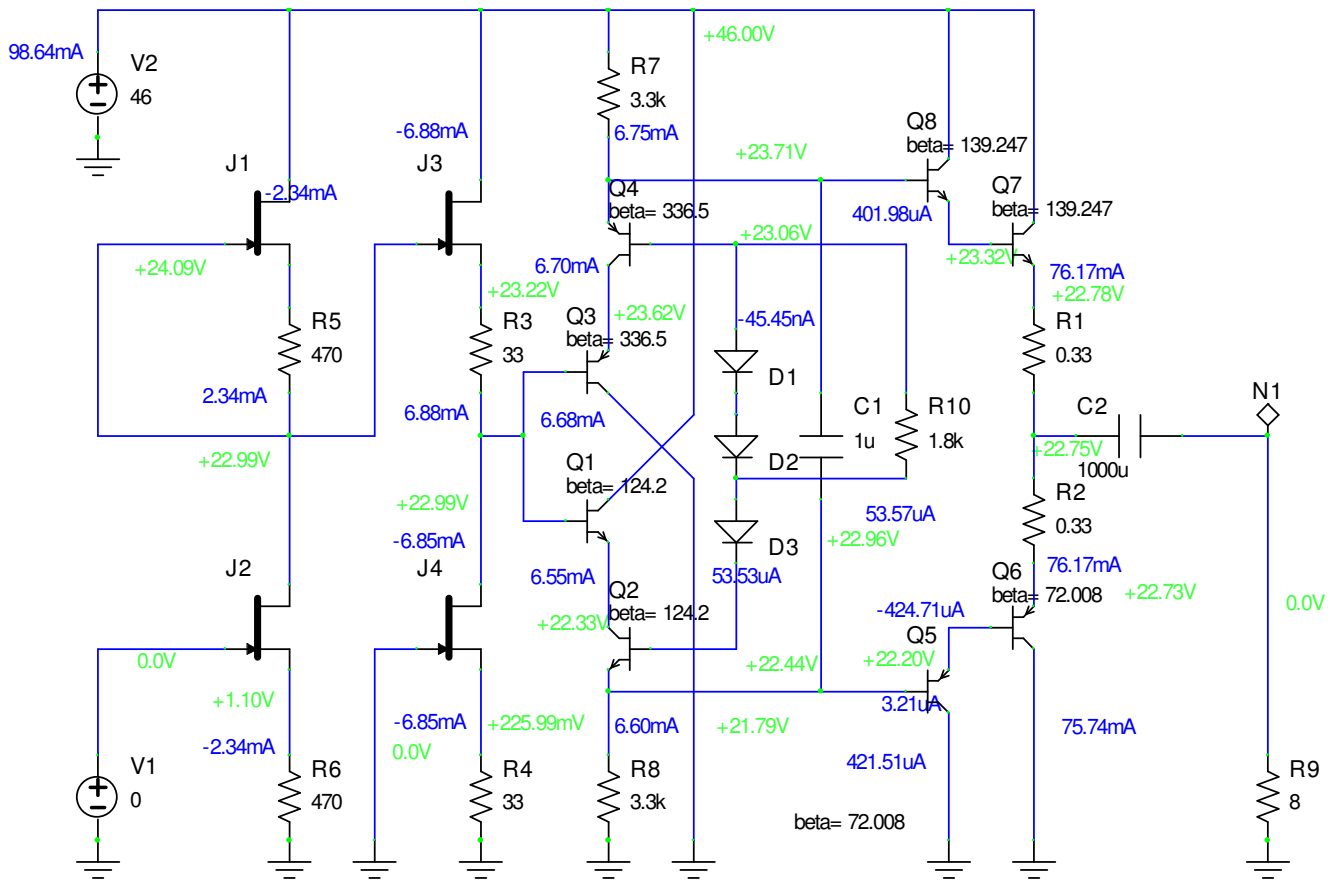 +46.00V
98.64mA
V2
46
R7
3.3k
6.75mA
-6.88mA
Q8
beta= 139.247
+23.71V
J1
J3
-2.34mA
Q4
beta= 336.5
Q7
beta= 139.247
401.98uA
+24.09V
+23.06V
+23.32V
6.70mA
76.17mA
+23.22V
+22.78V
Q3
beta= 336.5
+23.62V
-45.45nA
R5
470
R3
33
R1
0.33
D1
2.34mA
6.88mA
6.68mA
C1
1u
R10
1.8k
C2
1000u
N1
+22.99V
+22.75V
Q1
beta= 124.2
D2
+22.99V
-6.85mA
53.57uA
R2
0.33
+22.96V
D3
J2
J4
6.55mA
53.53uA
76.17mA
Q2
beta= 124.2
Q6
beta= 72.008
+22.73V
-424.71uA
0.0V
+22.33V
Q5
0.0V
+22.44V
+22.20V
+1.10V
3.21uA
-6.85mA
+225.99mV
6.60mA
+21.79V
75.74mA
-2.34mA
0.0V
421.51uA
V1
0
R6
470
R4
33
R8
3.3k
R9
8
beta= 72.008